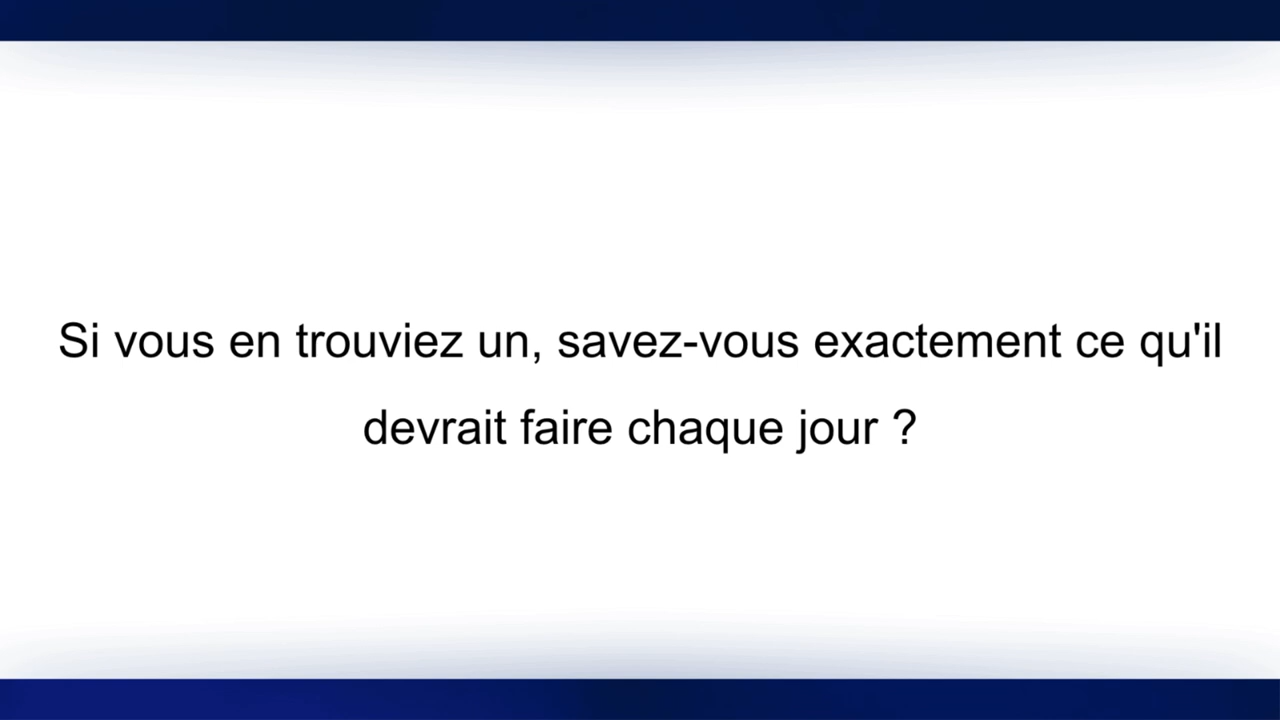 Si vous en trouviez un, savez-vous exactement ce qu'il
devrait faire chaque jour ?